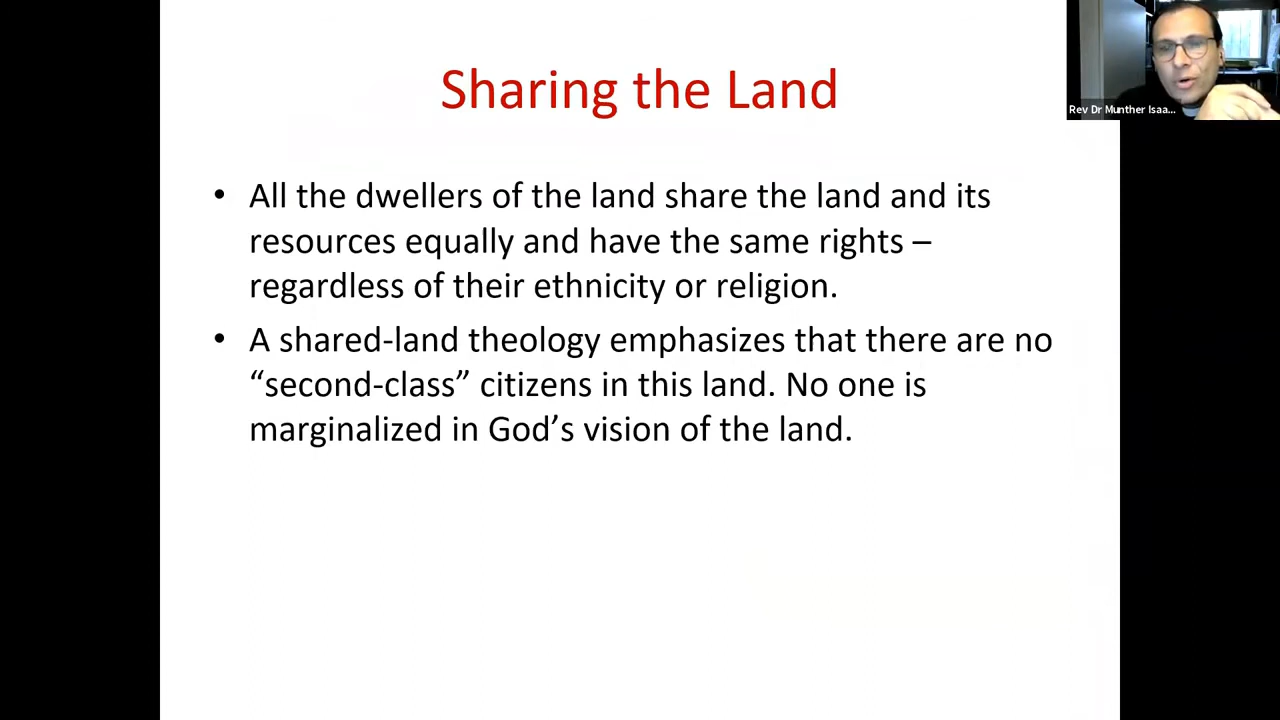 Sharing the Land
Rev Dr Munther Isaa...
• All the dwellers of the land share the land and its
resources equally and have the same rights –
regardless of their ethnicity or religion.
• A shared-land theology emphasizes that there are no
“second-class” citizens in this land. No one is
marginalized in God’s vision of the land.